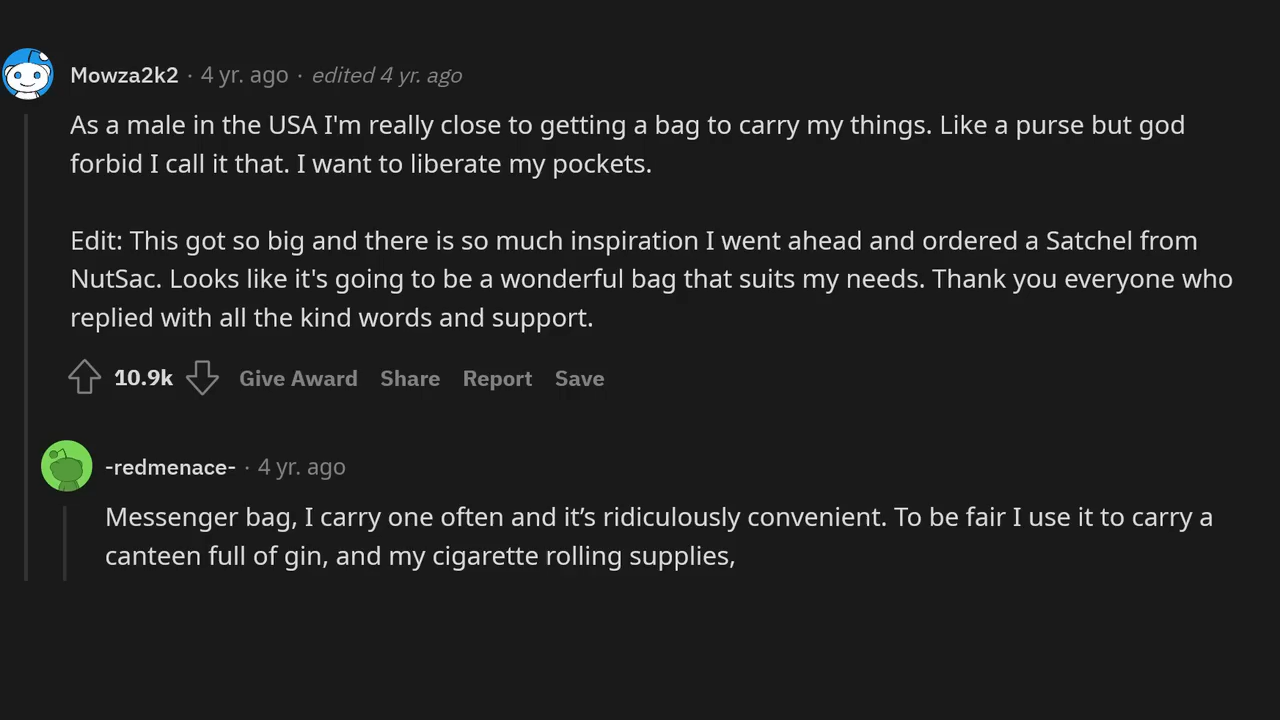 Mowza2k2 · 4 yr. ago · edited 4 yr. ago
As a male in the USA I'm really close to getting a bag to carry my things. Like a purse but god
forbid I call it that. I want to liberate my pockets.
Edit: This got so big and there is so much inspiration I went ahead and ordered a Satchel from
NutSac. Looks like it's going to be a wonderful bag that suits my needs. Thank you everyone who
replied with all the kind words and support.
10.9k Give Award Share Report Save
-redmenace- · 4 yr. ago
Messenger bag, I carry one often and it’s ridiculously convenient. To be fair I use it to carry a
canteen full of gin, and my cigarette rolling supplies,